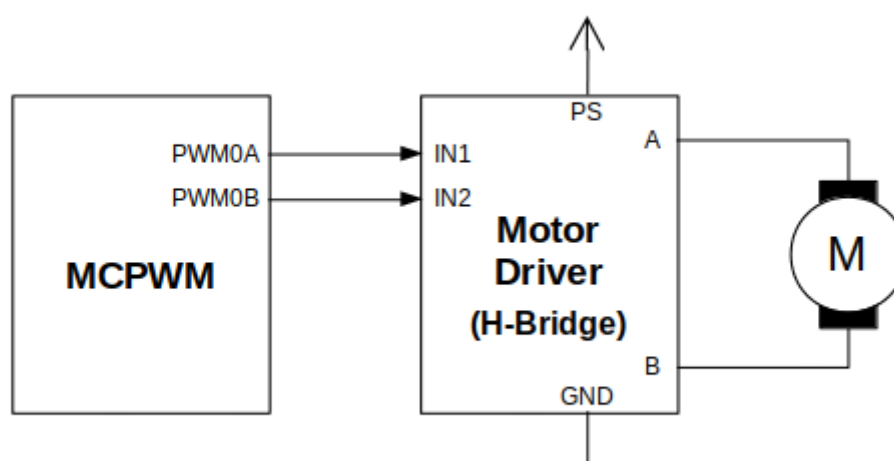 PS
A
PWM0A
IN1
PWM0B
IN2
Motor
Driver
(H-Bridge)
MCPWM
M
B
GND